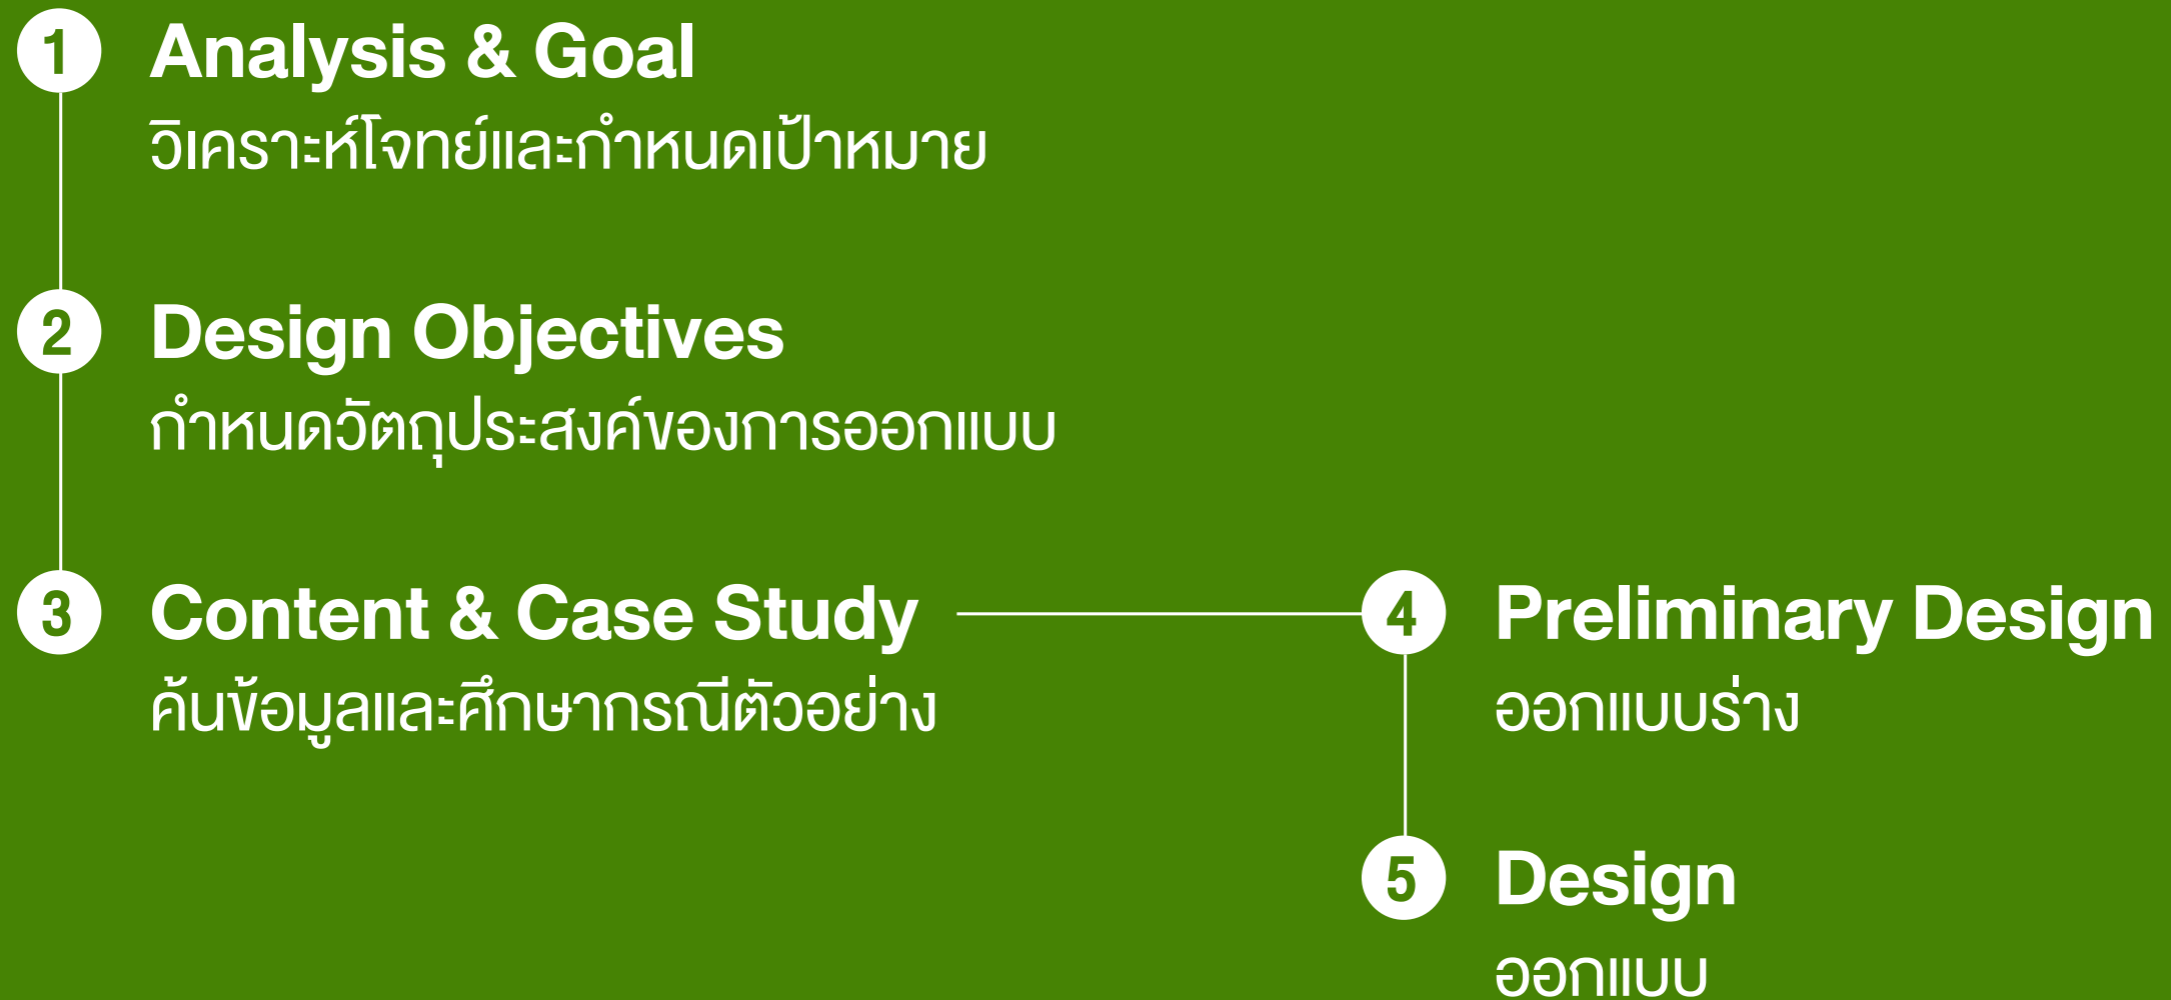 1
Analysis & Goal
วิเคราะห์โจทย์และกำหนดเป้าหมาย
2
Design Objectives
กำหนดวัตถุประสงค์ของการออกแบบ
3
Content & Case Study
ค้นข้อมูลและศึกษากรณีตัวอย่าง
4
Preliminary Design
ออกแบบร่าง
5
Design
ออกแบบ